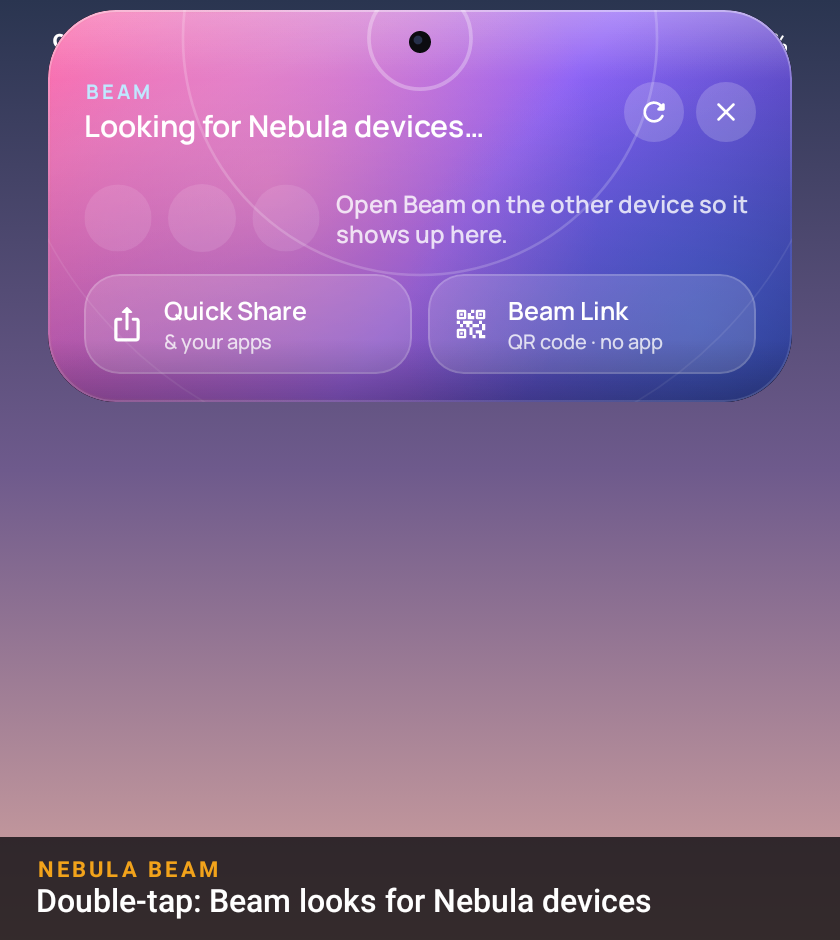 BEAM
Looking for Nebula devices...
Open Beam on the other device so it
shows up here.
Quick Share
& your apps
Beam Link
QR code · no app
NEBULA BEAM
Double-tap: Beam looks for Nebula devices